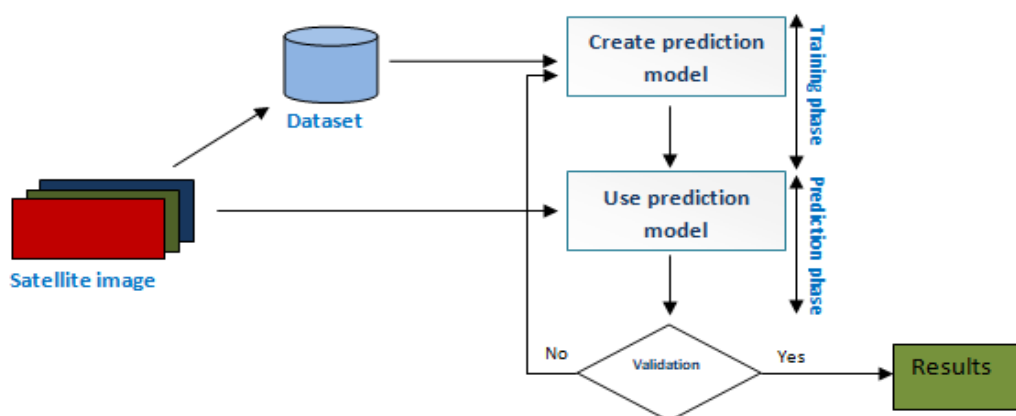 Create prediction
model
Training phase
Dataset
Use prediction
model
Prediction phase
Satellite image
No
Validation
Yes
Results